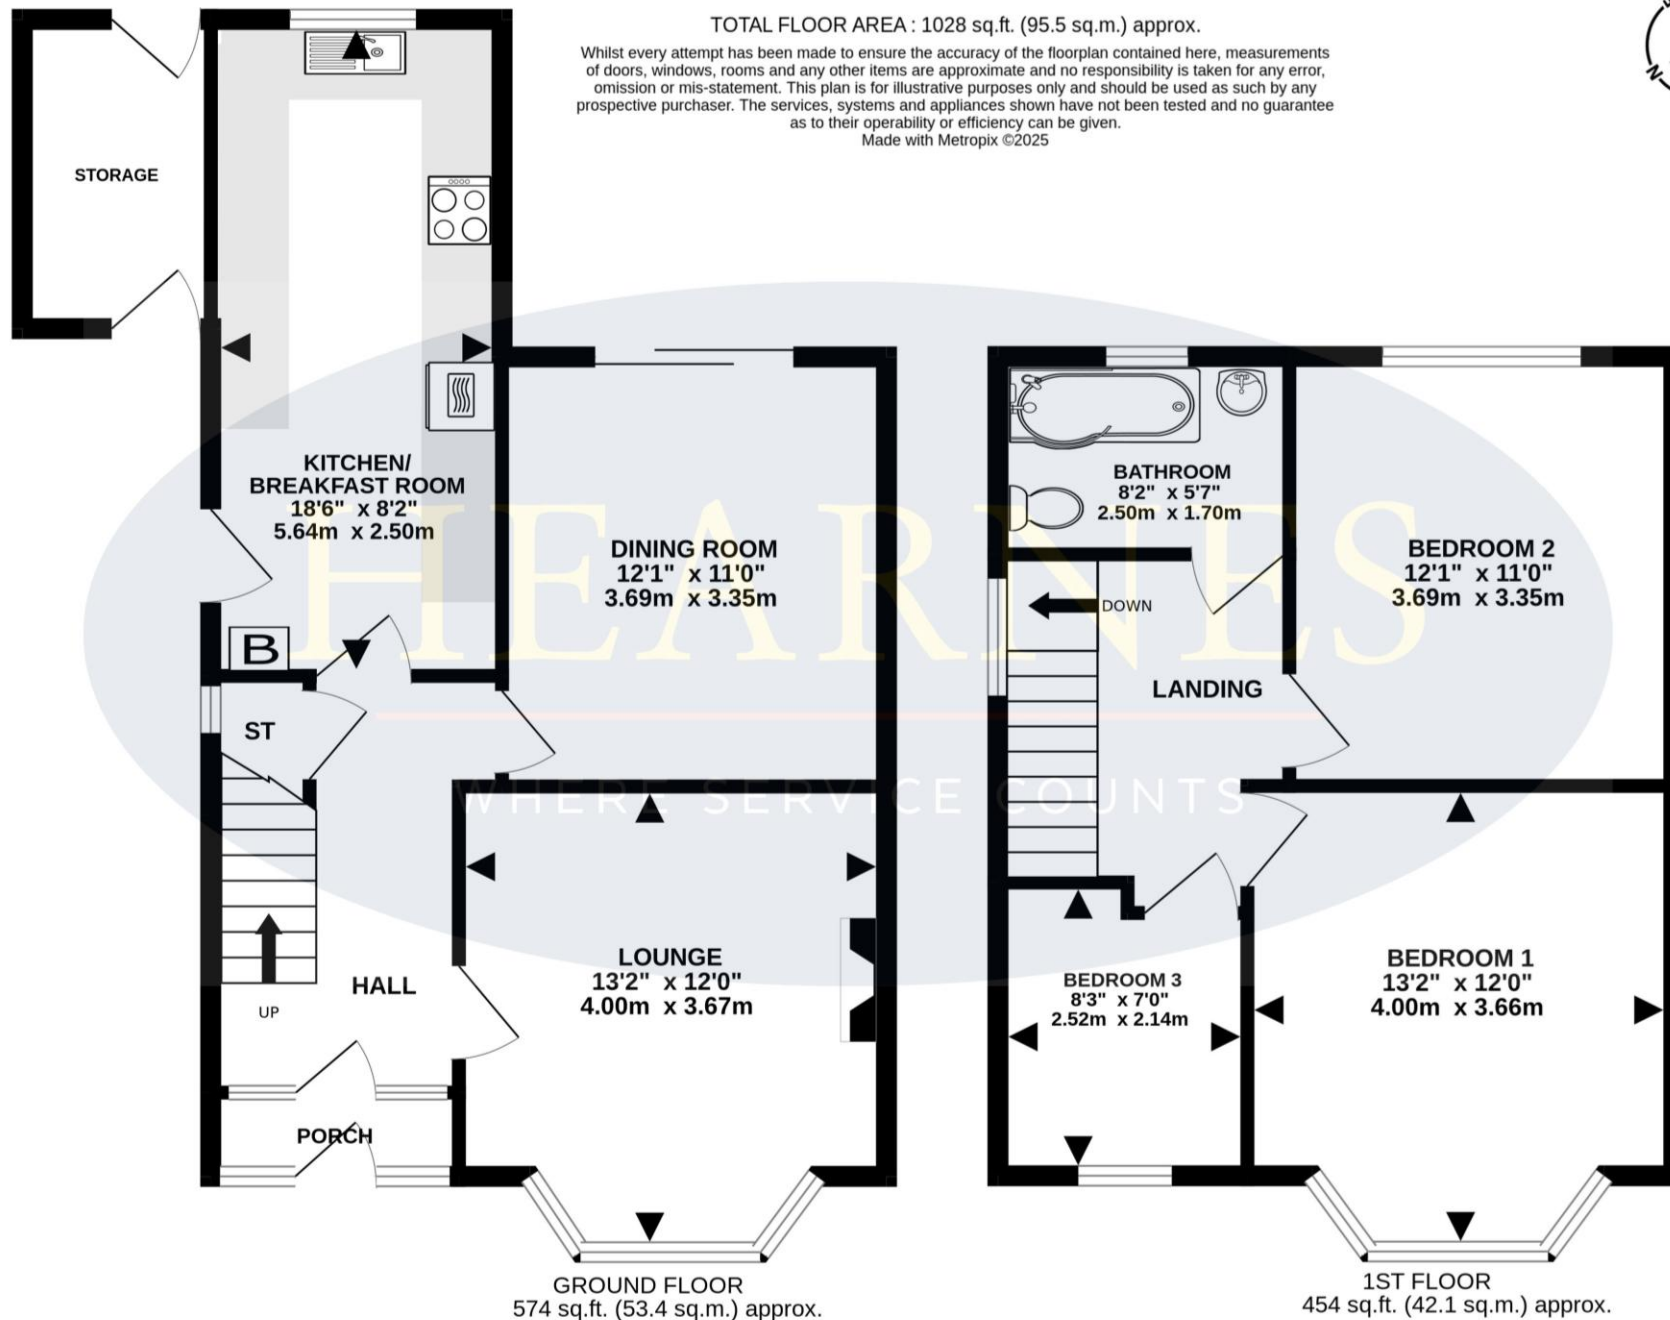 TOTAL FLOOR AREA : 1028 sq.ft. (95.5 sq.m.) approx.
Whilst every attempt has been made to ensure the accuracy of the floorplan contained here, measurements
of doors, windows, rooms and any other items are approximate and no responsibility is taken for any error,
omission or mis-statement. This plan is for illustrative purposes only and should be used as such by any
prospective purchaser. The services, systems and appliances shown have not been tested and no guarantee
as to their operability or efficiency can be given.
Made with Metropix ©2025
N
STORAGE
KITCHEN/
BREAKFAST ROOM
18'6" x 8'2"
5.64m x 2.50m
B
ST
DINING ROOM
12'1" x 11'0"
3.69m x 3.35m
HALL
UP
PORCH
LOUNGE
13'2" x 12'0"
4.00m x 3.67m
GROUND FLOOR
574 sq.ft. (53.4 sq.m.) approx.
BATHROOM
8'2" x 5'7"
2.50m x 1.70m
DOWN
LANDING
BEDROOM 2
12'1" x 11'0"
3.69m x 3.35m
BEDROOM 3
8'3" x 7'0"
2.52m x 2.14m
BEDROOM 1
13'2" x 12'0"
4.00m x 3.66m
1ST FLOOR
454 sq.ft. (42.1 sq.m.) approx.
HEARNES
WHERE SERVICE COUNTS